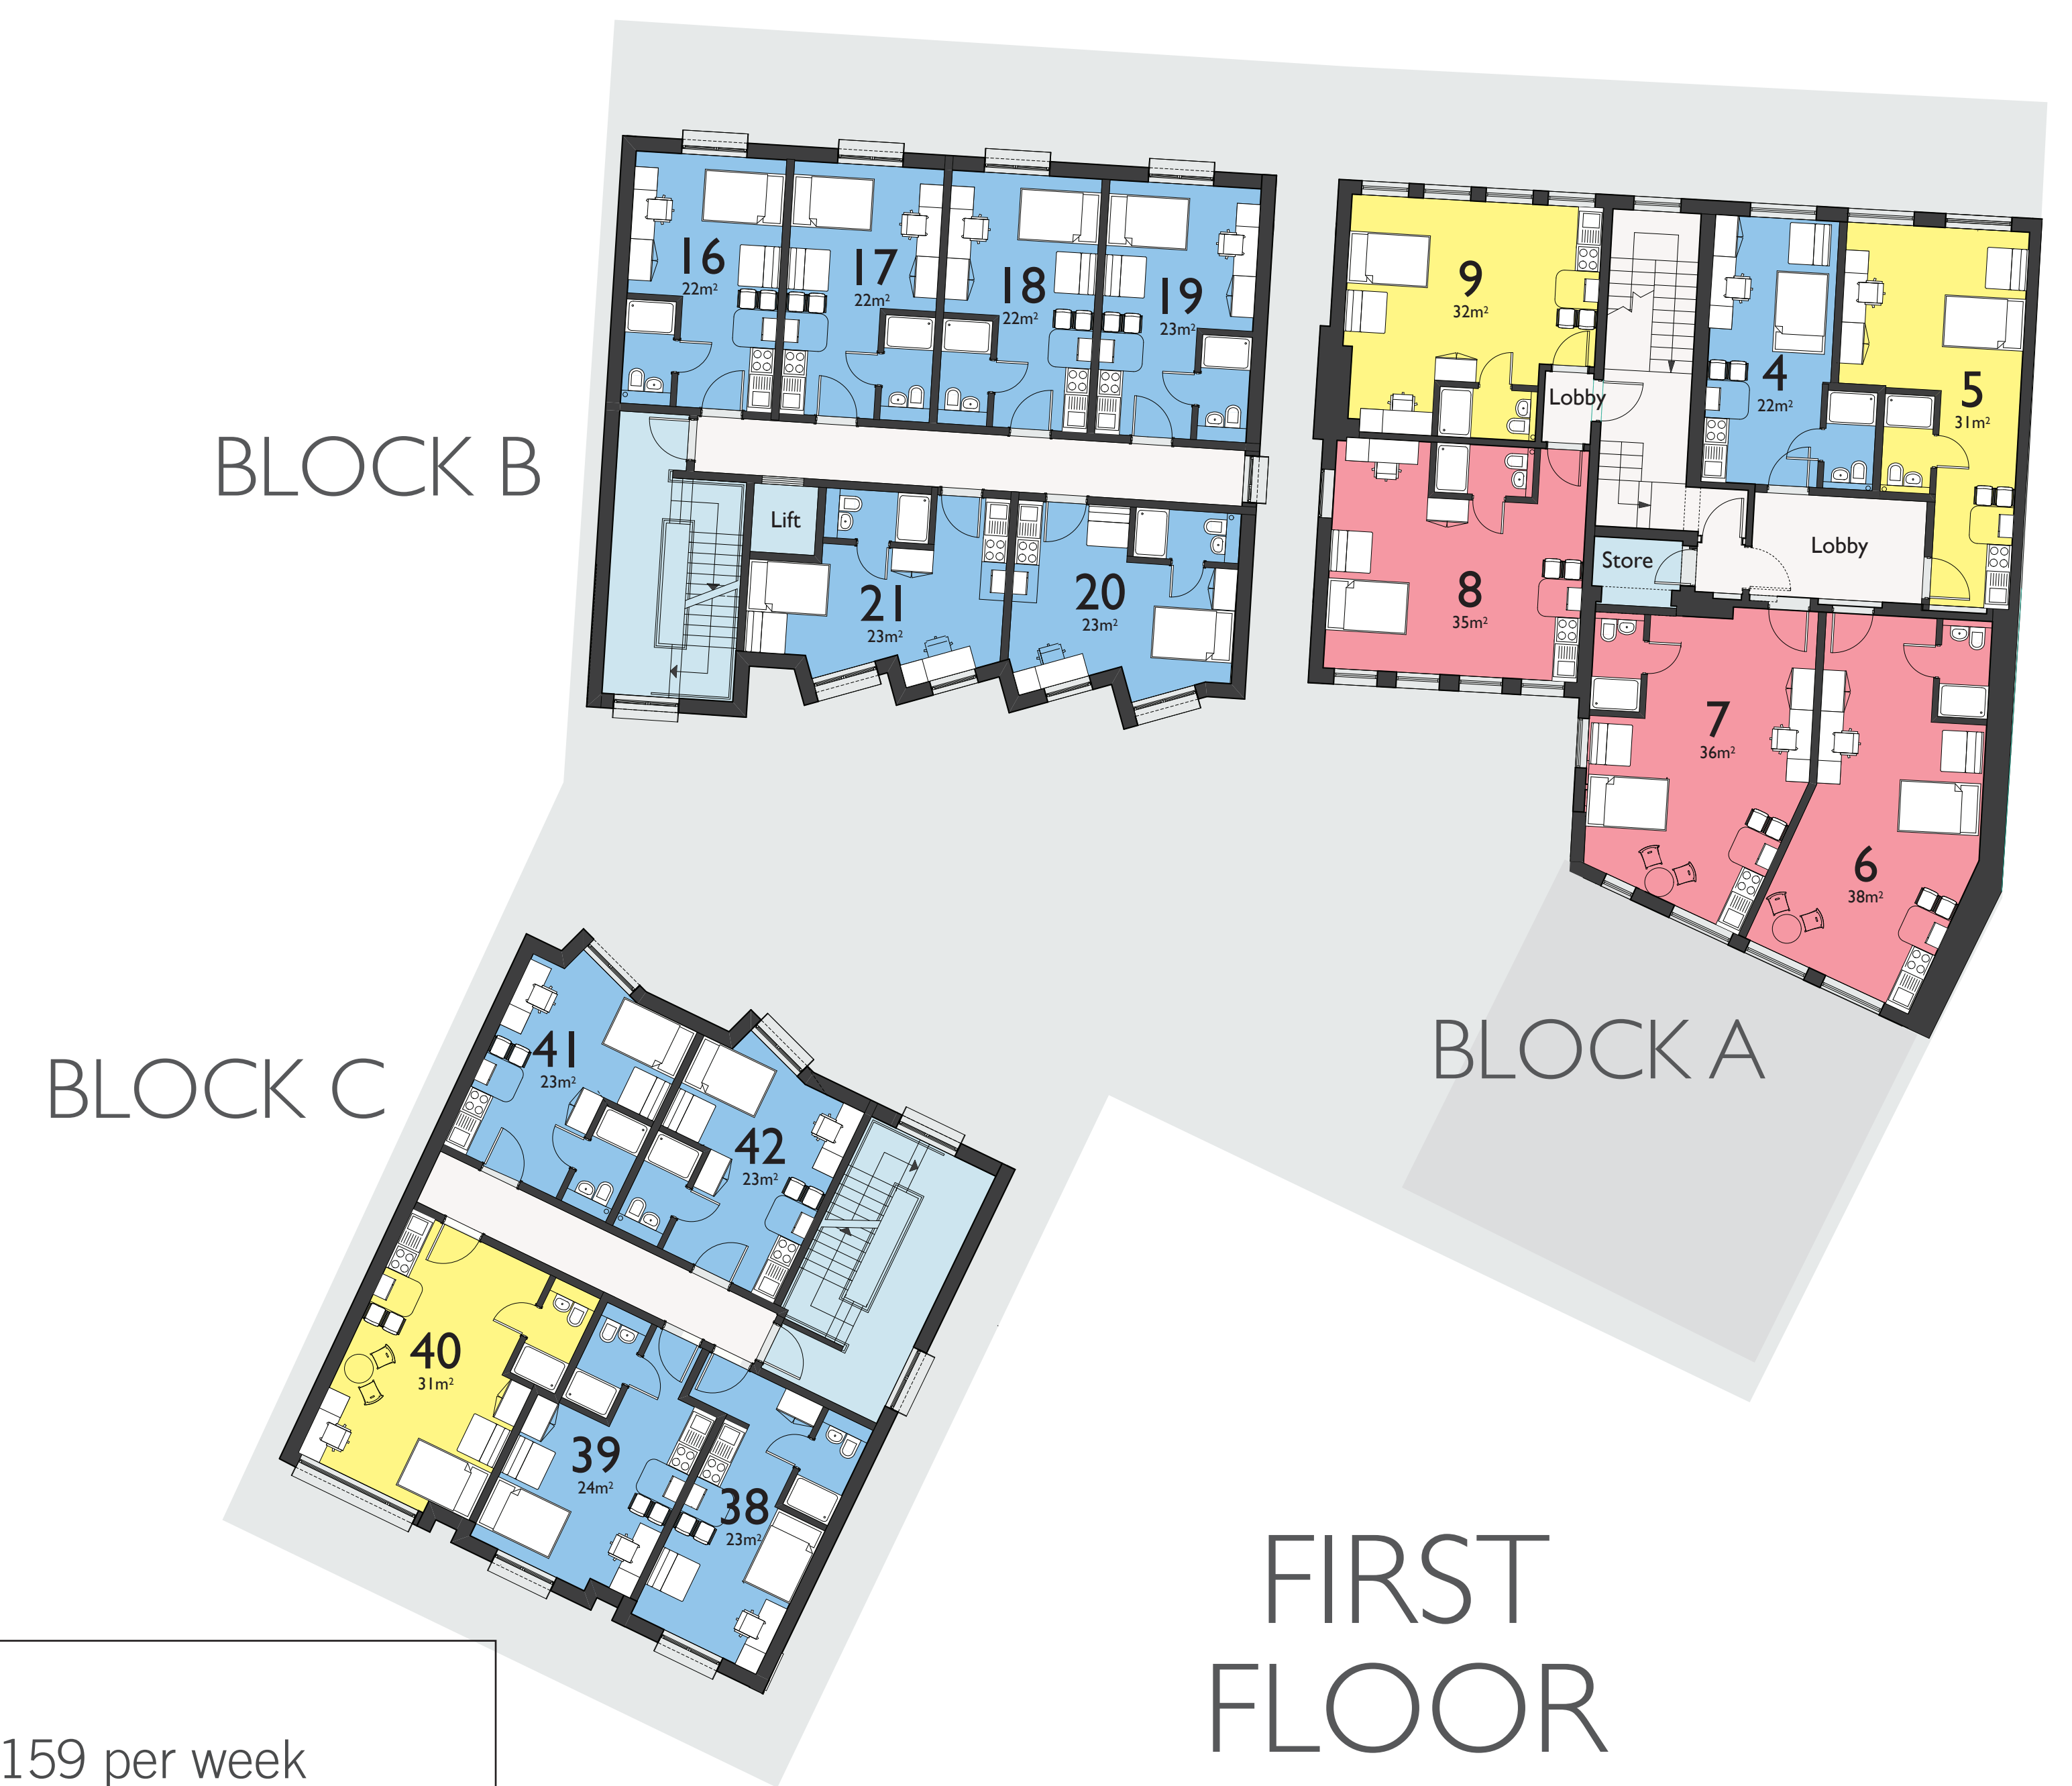 BLOCK B
16
22m²
17
22m²
18
22m²
19
23m²
Lift
21
23m²
20
23m²
9
32m²
Lobby
4
22m²
5
31m²
8
35m²
Store
Lobby
7
36m²
6
38m²
BLOCK A
BLOCK C
41
23m²
42
23m²
40
31m²
39
24m²
38
23m²
FIRST
FLOOR
159 per week